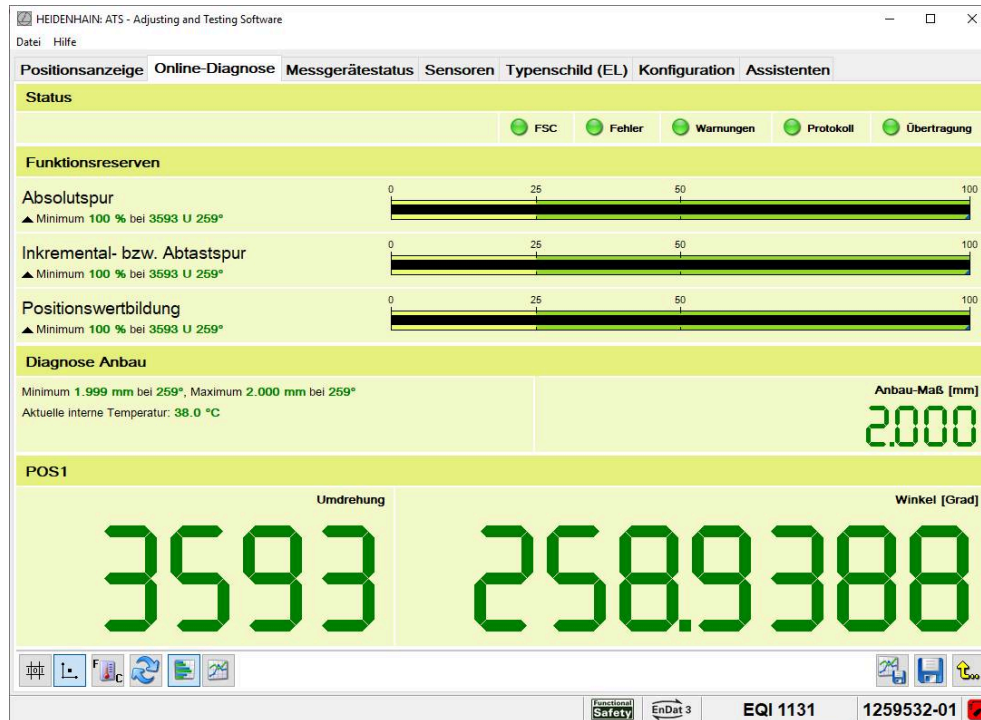 HEIDENHAIN: ATS - Adjusting and Testing Software
Datei Hilfe
Positionsanzeige Online-Diagnose Messgerätestatus Sensoren Typenschild (EL) Konfiguration Assistenten
Status
FSC Fehler Warnungen Protokoll Übertragung
Funktionsreserven
Absolutspur
0 25 50 100
Minimum 100 % bei 3593 U 259°
Inkremental- bzw. Abtastspur
0 25 50 100
Minimum 100 % bei 3593 U 259°
Positionswertbildung
0 25 50 100
Minimum 100 % bei 3593 U 259°
Diagnose Anbau
Minimum 1.999 mm bei 259°, Maximum 2.000 mm bei 259°
Aktuelle interne Temperatur: 38.0 °C
Anbau-Maß [mm]
2.000
POS1
Umdrehung
3593
Winkel [Grad]
258.9388
F C
Functional Safety EnDat 3 EQI 1131 1259532-01